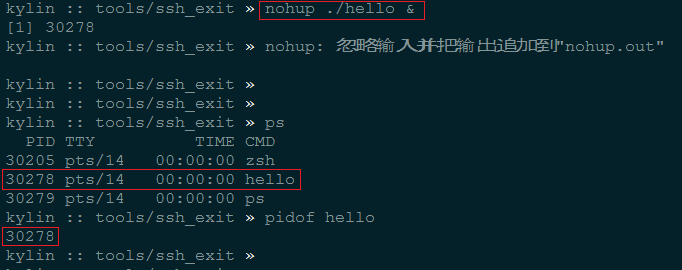 kylin :: tools/ssh_exit » nohup ./hello &
[1] 30278
kylin :: tools/ssh_exit » nohup: 忽略输入并把输出追加到"nohup.out"
kylin :: tools/ssh_exit »
kylin :: tools/ssh_exit »
kylin :: tools/ssh_exit » ps
PID TTY TIME CMD
30205 pts/14 00:00:00 zsh
30278 pts/14 00:00:00 hello
30279 pts/14 00:00:00 ps
kylin :: tools/ssh_exit » pidof hello
30278
kylin :: tools/ssh_exit »